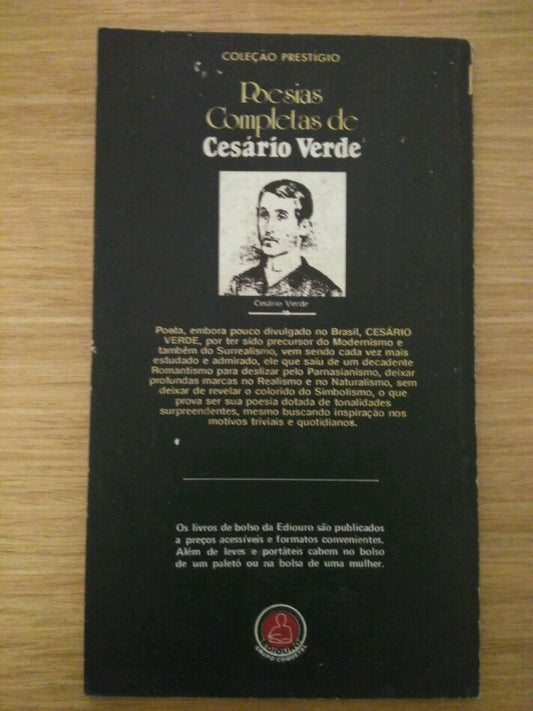 COLEÇÃO PRESTÍGIO
Poesias
Completas de
Cesário Verde
Cesário Verde
Poeta, embora pouco divulgado no Brasil, CESÁRIO
VERDE, por ter sido precursor do Modernismo e
também do Surrealismo, vem sendo cada vez mais
estudado e admirado, ele que saiu de um decadente
Romantismo para deslizar pelo Parnasianismo, deixar
profundas marcas no Realismo e no Naturalismo, sem
deixar de revelar o colorido do Simbolismo, o que
prova ser sua poesia dotada de tonalidades
surpreendentes, mesmo buscando inspiração nos
motivos triviais e quotidianos.
Os livros de bolso da Ediouro são publicados
a preços acessíveis e formatos convenientes.
Além de leves e portáteis cabem no bolso
de um paletó ou na bolsa de uma mulher.
EDIOURO
GRUPO COQUETEL